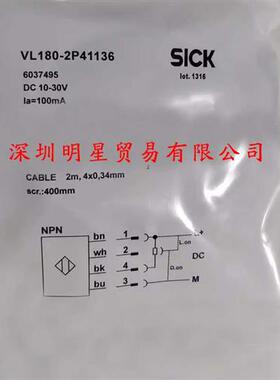 VL180-2P41136
SICK
6037495
lot. 1316
DC 10-30V
Ia=100mA
深圳明星贸易有限公司
CABLE 2m, 4x0,34mm
scr.:400mm
NPN
bn 1 L+
wh 2 L.on
DC
bk 4 D.on
bu 3 M